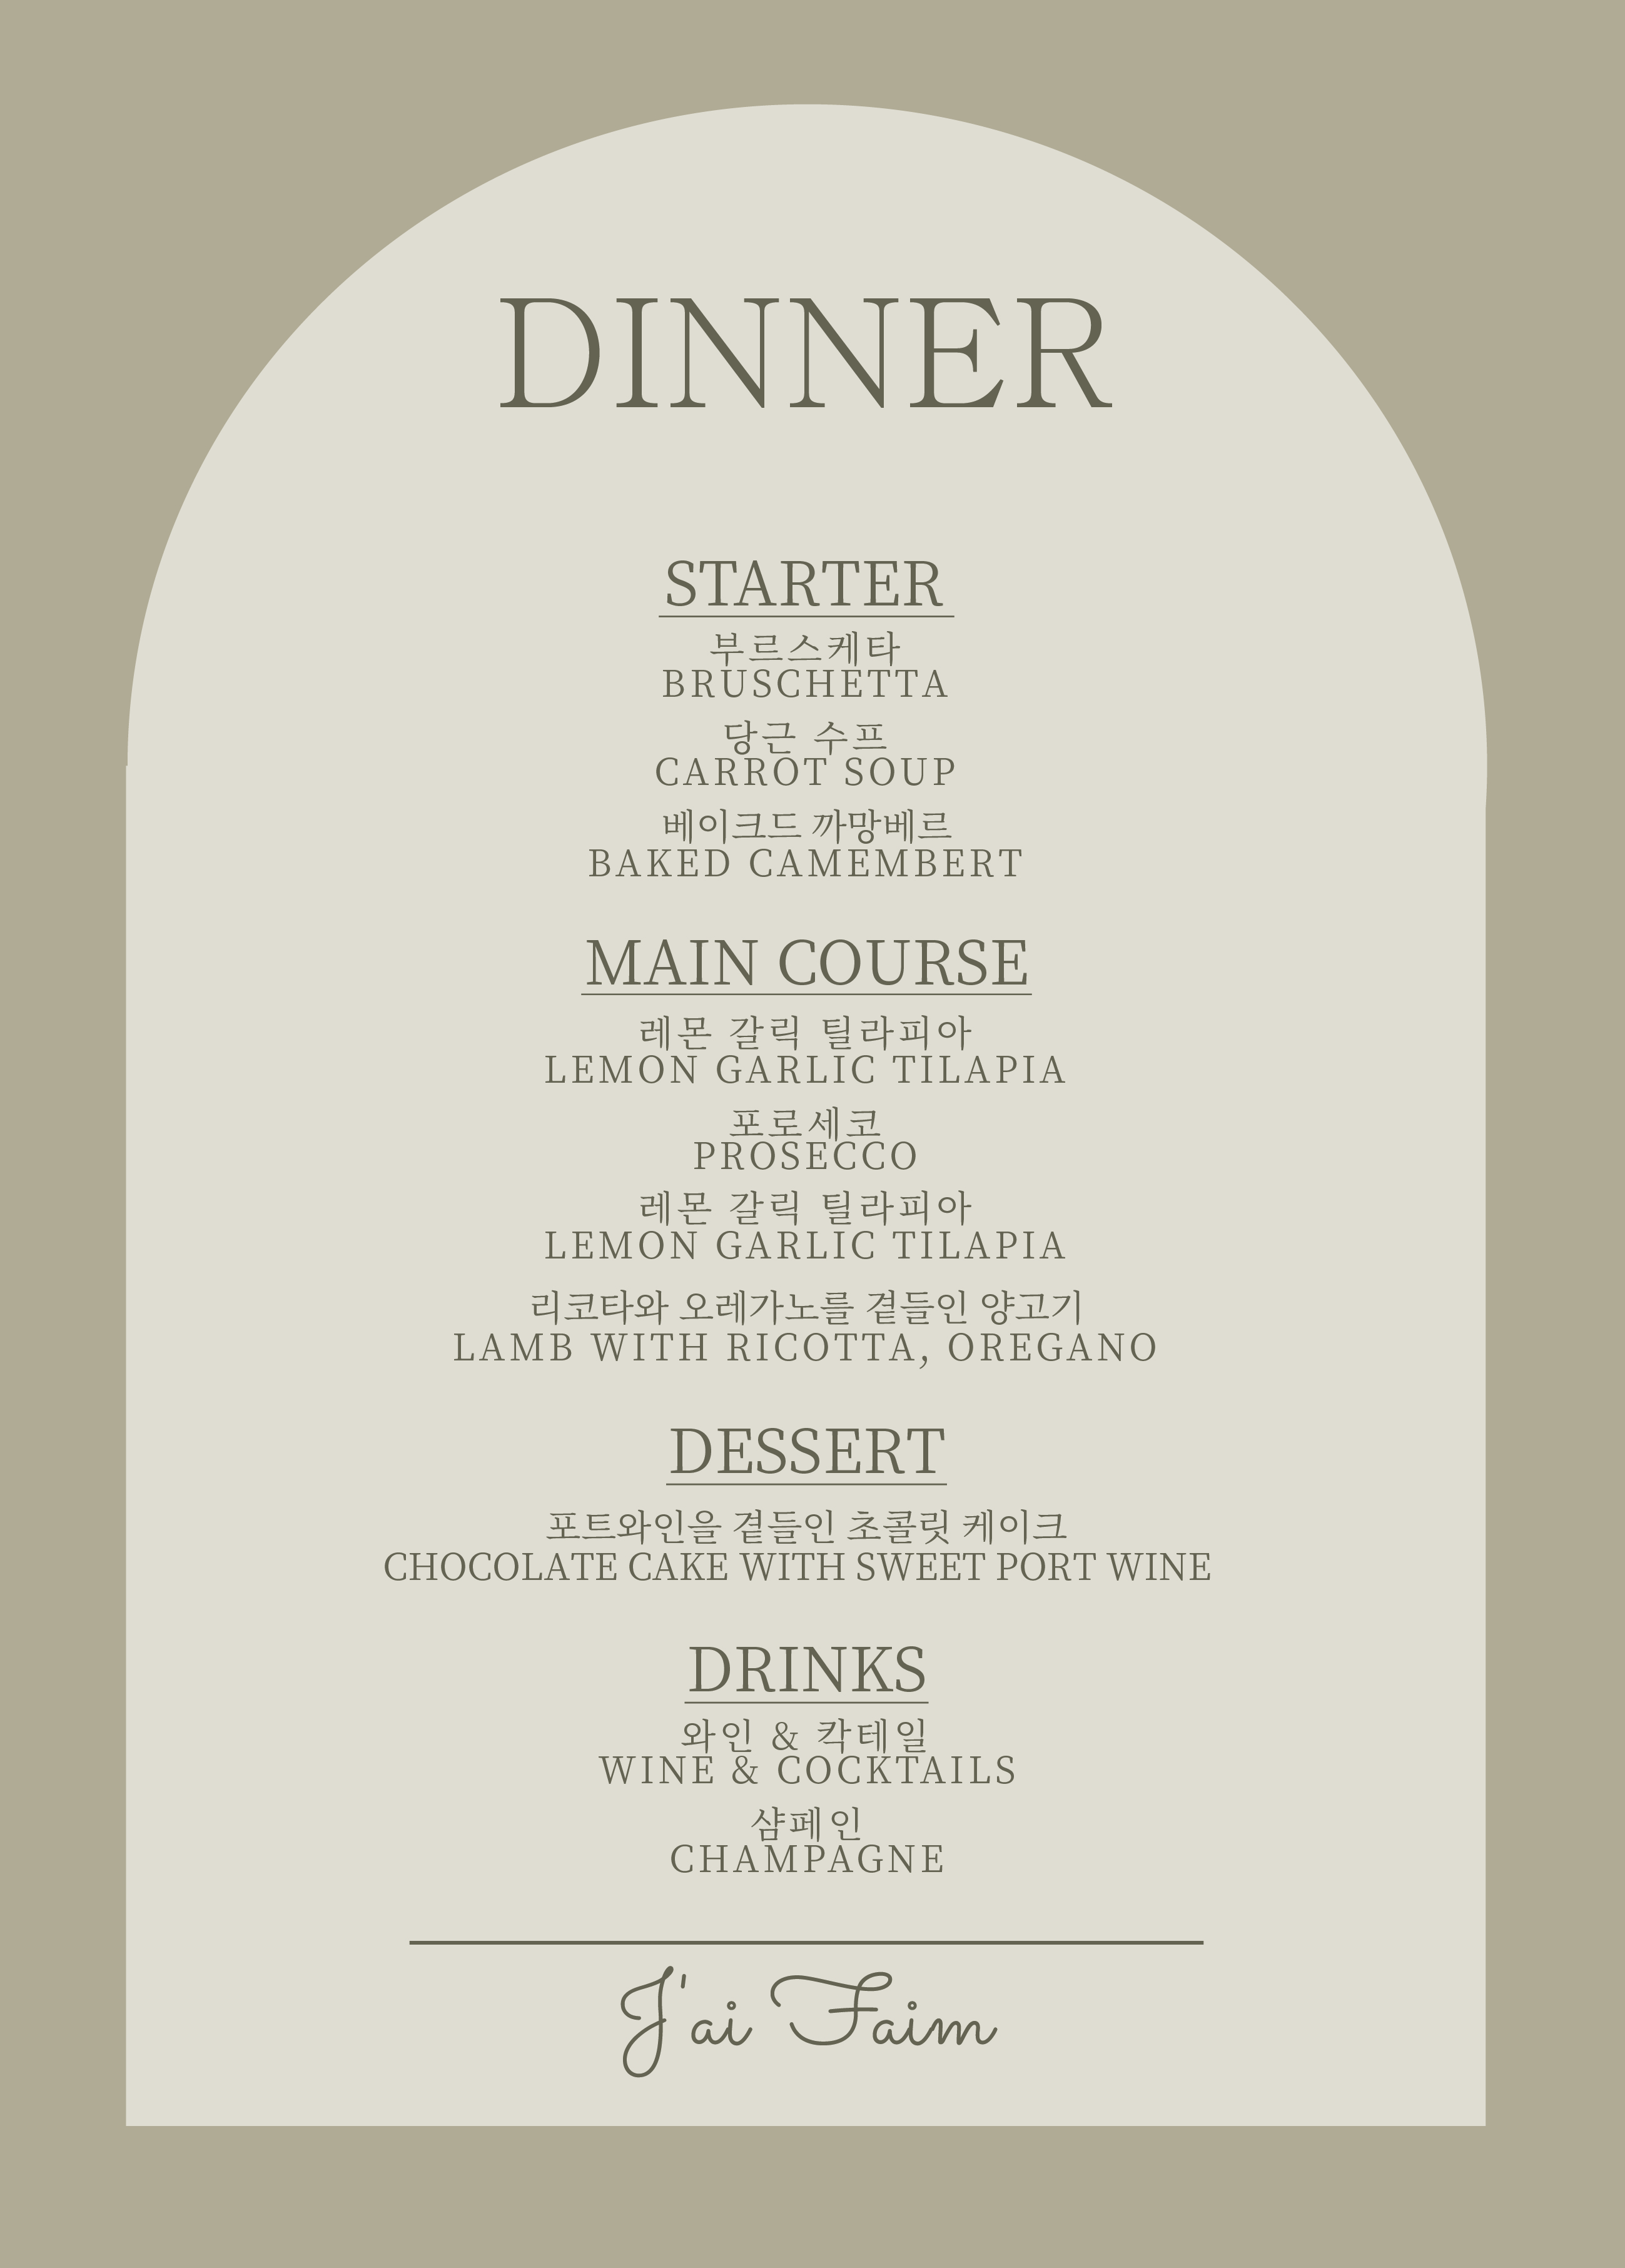 DINNER
STARTER
부르스케타
BRUSCHETTA
당근 수프
CARROT SOUP
베이크드 까망베르
BAKED CAMEMBERT
MAIN COURSE
레몬 갈릭 틸라피아
LEMON GARLIC TILAPIA
포로세코
PROSECCO
레몬 갈릭 틸라피아
LEMON GARLIC TILAPIA
리코타와 오레가노를 곁들인 양고기
LAMB WITH RICOTTA, OREGANO
DESSERT
포트와인을 곁들인 초콜릿 케이크
CHOCOLATE CAKE WITH SWEET PORT WINE
DRINKS
와인 & 칵테일
WINE & COCKTAILS
샴페인
CHAMPAGNE
J'ai Faim